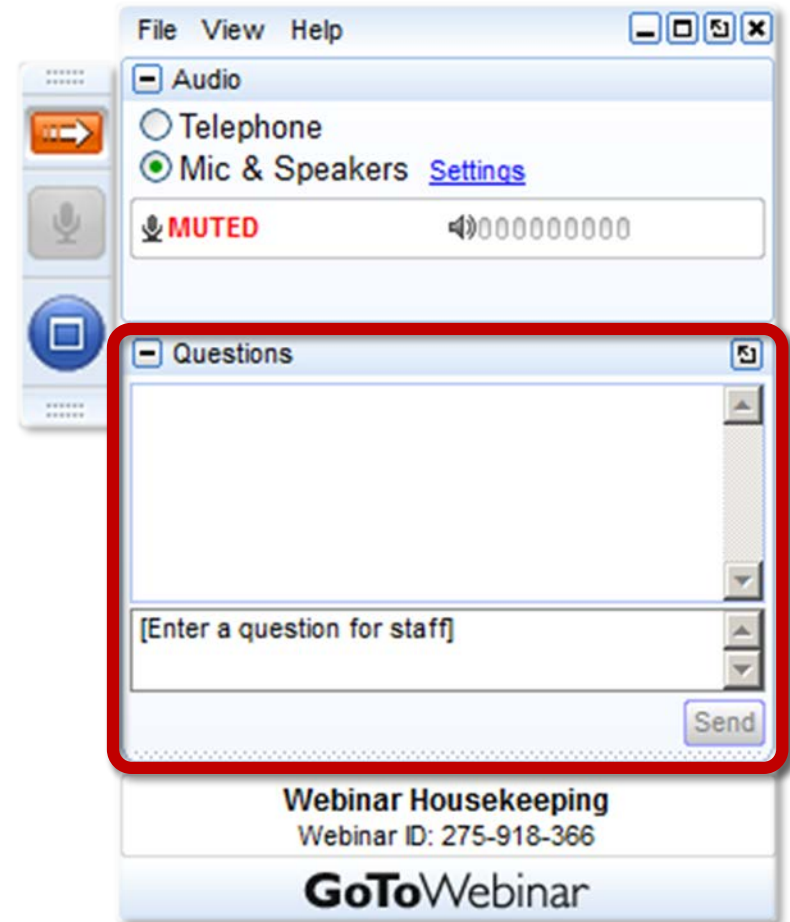 File View Help
Audio
Telephone
Mic & Speakers Settings
MUTED
Questions
[Enter a question for staff]
Send
Webinar Housekeeping
Webinar ID: 275-918-366
GoToWebinar